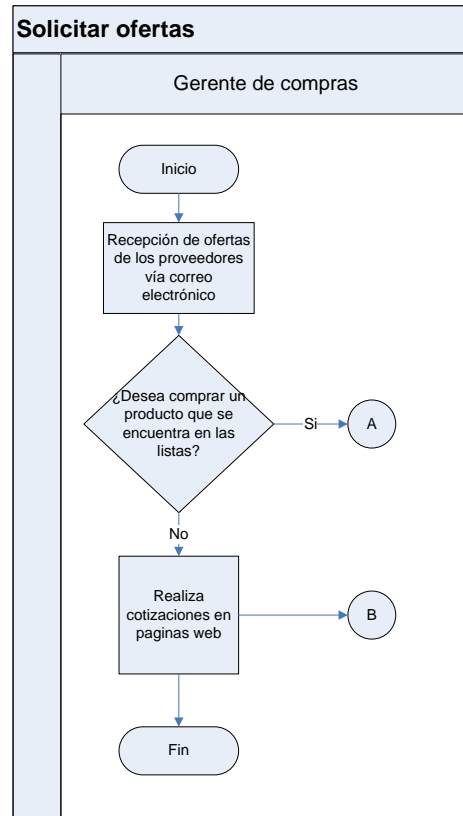 Solicitar ofertas
Gerente de compras
Inicio
Recepción de ofertas
de los proveedores
vía correo
electrónico
¿Desea comprar un
producto que se
encuentra en las
listas?
Si
A
No
Realiza
cotizaciones en
paginas web
B
Fin